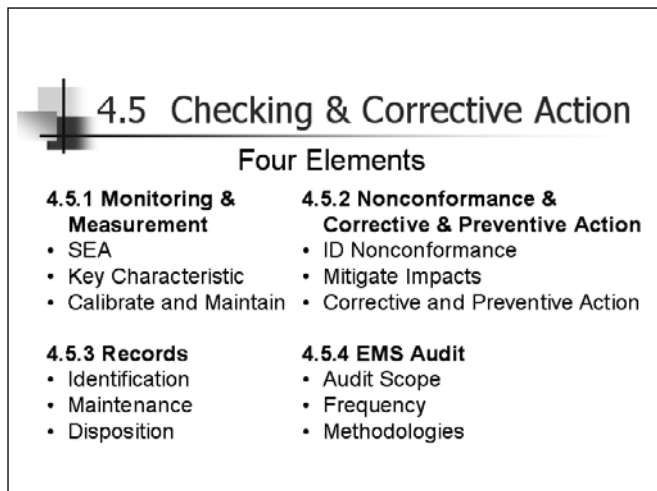 4.5 Checking & Corrective Action
Four Elements
4.5.1 Monitoring &
Measurement
• SEA
• Key Characteristic
• Calibrate and Maintain
4.5.2 Nonconformance &
Corrective & Preventive Action
• ID Nonconformance
• Mitigate Impacts
• Corrective and Preventive Action
4.5.3 Records
• Identification
• Maintenance
• Disposition
4.5.4 EMS Audit
• Audit Scope
• Frequency
• Methodologies